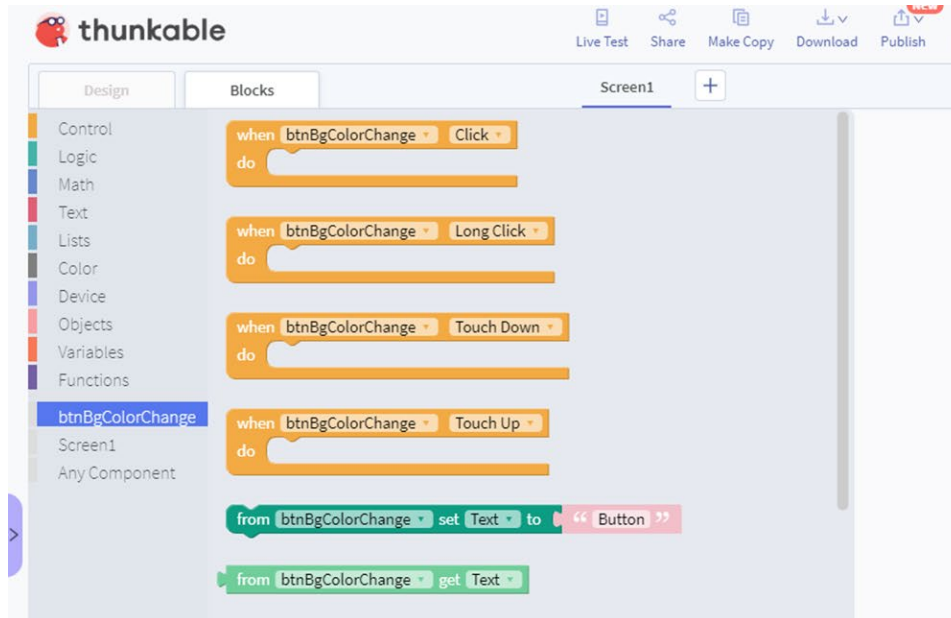 thunkable
NEW
Live Test Share Make Copy Download Publish
Design Blocks Screen1 +
Control
Logic
Math
Text
Lists
Color
Device
Objects
Variables
Functions
btnBgColorChange
Screen1
Any Component
when btnBgColorChange Click
do
when btnBgColorChange Long Click
do
when btnBgColorChange Touch Down
do
when btnBgColorChange Touch Up
do
from btnBgColorChange set Text to “ Button ”
from btnBgColorChange get Text